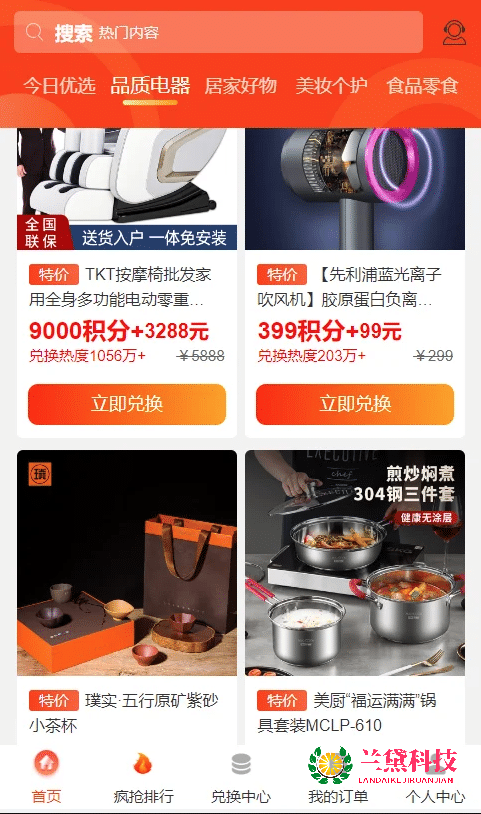 搜索 热门内容
今日优选 品质电器 居家好物 美妆个护 食品零食
全国
联保
送货入户 一体免安装
特价 TKT按摩椅批发家
用全身多功能电动零重...
9000积分+3288元
兑换热度1056万+ ￥5888
立即兑换
特价 【先利浦蓝光离子
吹风机】胶原蛋白负离...
399积分+99元
兑换热度203万+ ￥299
立即兑换
璞
特价 璞实·五行原矿紫砂
小茶杯
EXECUTIVE
chef
煎炒焖煮
304钢三件套
健康无涂层
特价 美厨“福运满满”锅
具套装MCLP-610
兰黛科技
LANDAIKEJIRUANJIAN
首页 疯抢排行 兑换中心 我的订单 个人中心